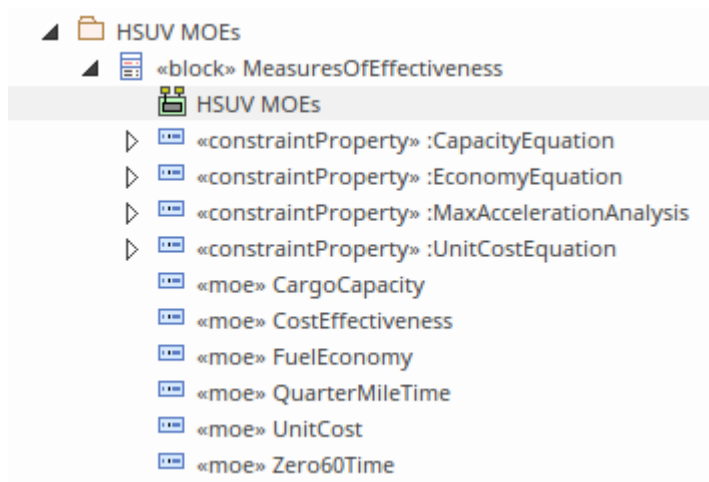 HSUV MOEs
«block» MeasuresOfEffectiveness
HSUV MOEs
«constraintProperty» :CapacityEquation
«constraintProperty» :EconomyEquation
«constraintProperty» :MaxAccelerationAnalysis
«constraintProperty» :UnitCostEquation
«moe» CargoCapacity
«moe» CostEffectiveness
«moe» FuelEconomy
«moe» QuarterMileTime
«moe» UnitCost
«moe» Zero60Time